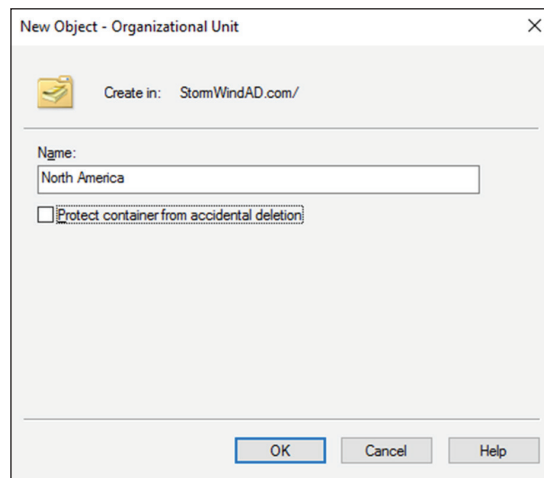 New Object - Organizational Unit
Create in: StormWindAD.com/
Name:
North America
Protect container from accidental deletion
OK Cancel Help